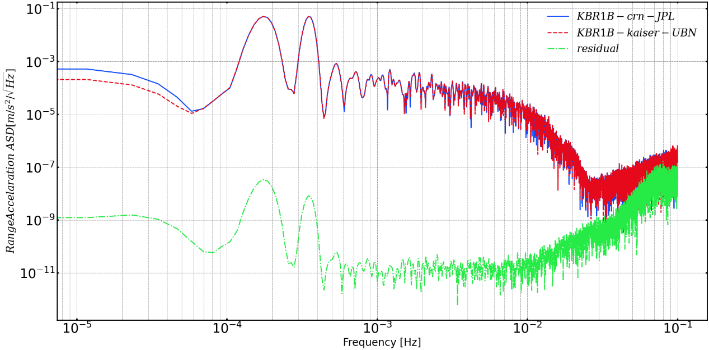 10⁻¹
KBR1B − crn − JPL
KBR1B − kaiser − UBN
residual
10⁻³
10⁻⁵
10⁻⁷
10⁻⁹
10⁻¹¹
RangeAccelaration ASD[m/s²/√Hz]
10⁻⁵ 10⁻⁴ 10⁻³ 10⁻² 10⁻¹
Frequency [Hz]